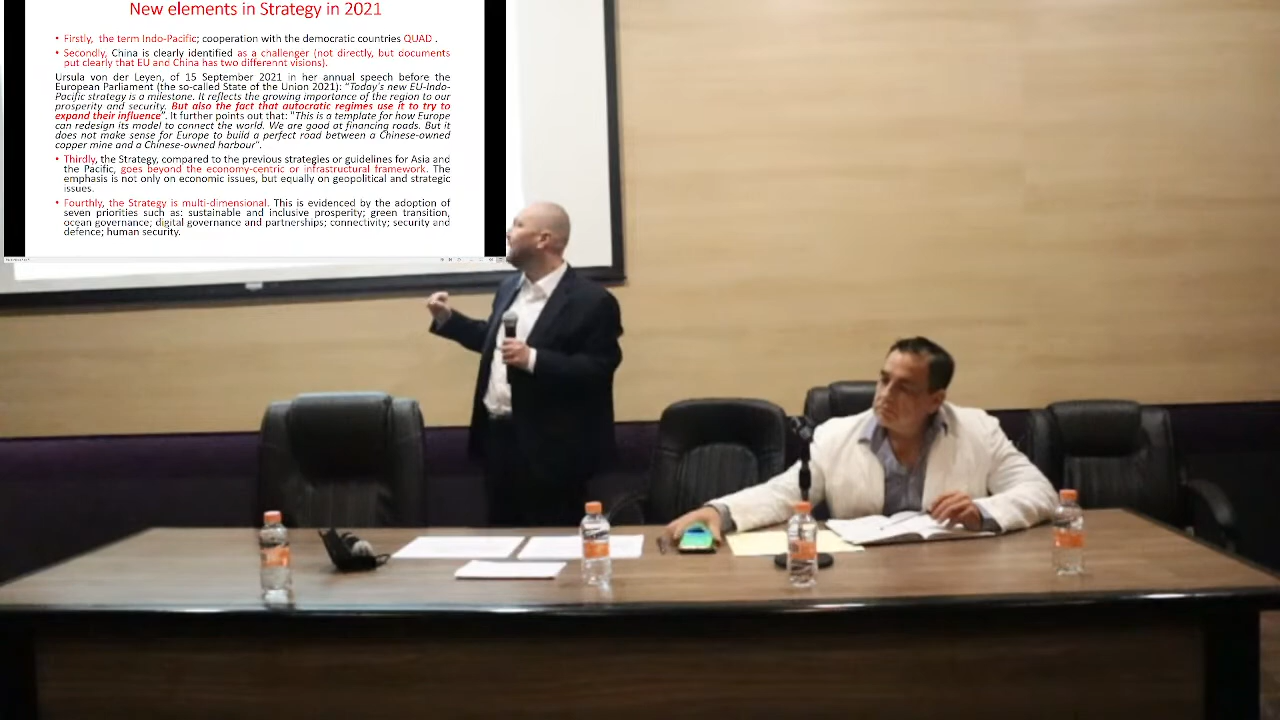 New elements in Strategy in 2021
• Firstly, the term Indo-Pacific; cooperation with the democratic countries QUAD .
• Secondly, China is clearly identified as a challenger (not directly, but documents
put clearly that EU and China has two differennt visions).
Ursula von der Leyen, of 15 September 2021 in her annual speech before the
European Parliament (the so-called State of the Union 2021): "Today's new EU-Indo-
Pacific strategy is a milestone. It reflects the growing importance of the region to our
prosperity and security. But also the fact that autocratic regimes use it to try to
expand their influence". It further points out that: "This is a template for how Europe
can redesign its model to connect the world. We are good at financing roads. But it
does not make sense for Europe to build a perfect road between a Chinese-owned
copper mine and a Chinese-owned harbour".
• Thirdly, the Strategy, compared to the previous strategies or guidelines for Asia and
the Pacific, goes beyond the economy-centric or infrastructural framework. The
emphasis is not only on economic issues, but equally on geopolitical and strategic
issues.
• Fourthly, the Strategy is multi-dimensional. This is evidenced by the adoption of
seven priorities such as: sustainable and inclusive prosperity; green transition,
ocean governance; digital governance and partnerships; connectivity; security and
defence; human security.